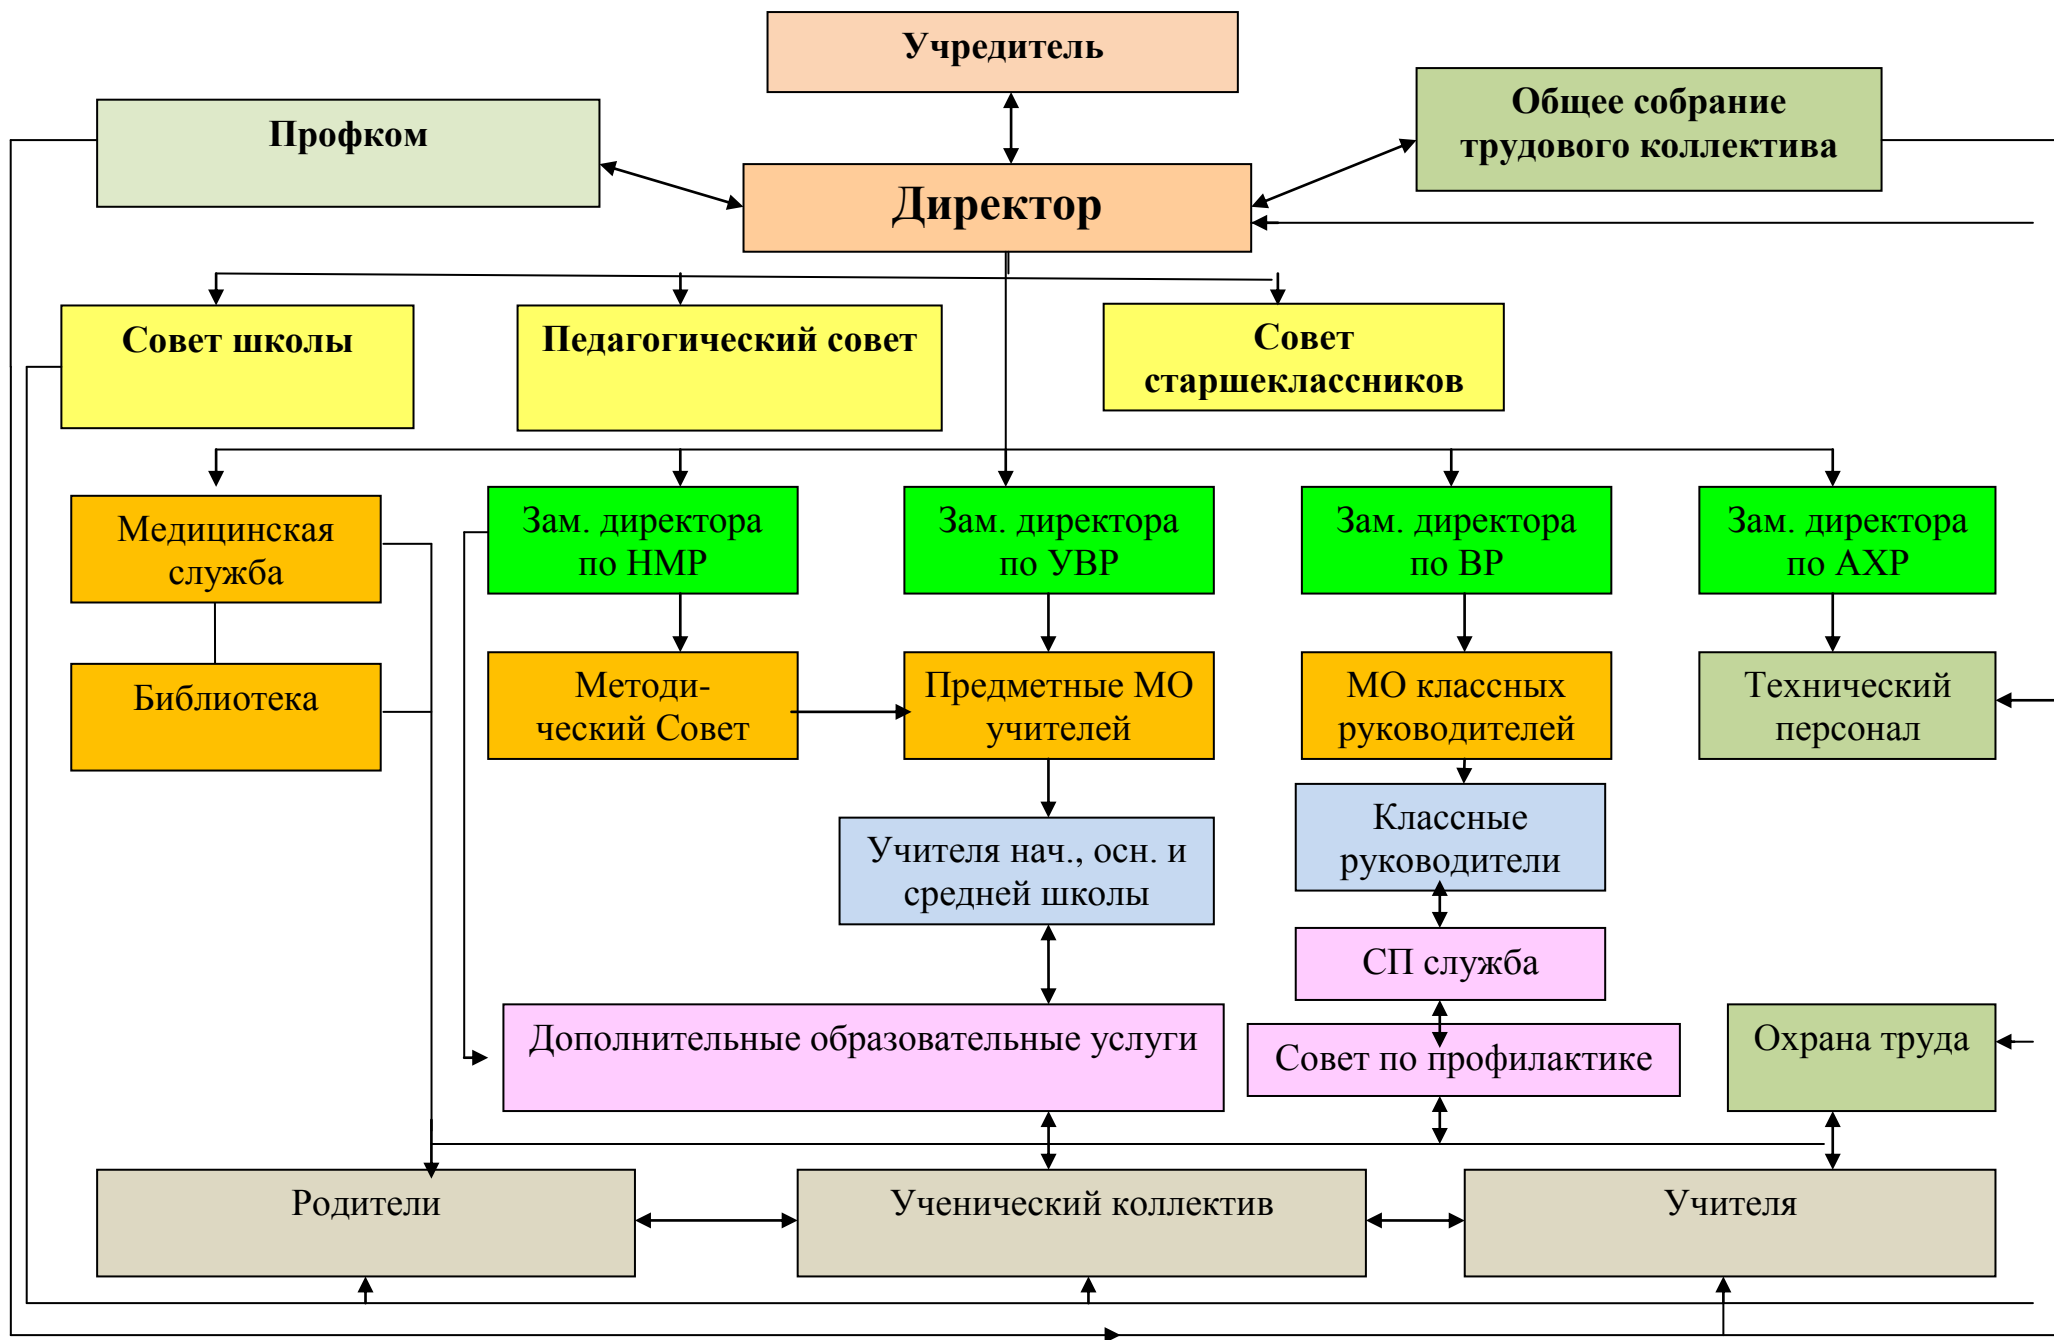 Учредитель
Общее собрание
трудового коллектива
Профком
Директор
Совет школы
Педагогический совет
Совет
старшеклассников
Медицинская
служба
Зам. директора
по НМР
Зам. директора
по УВР
Зам. директора
по ВР
Зам. директора
по АХР
Библиотека
Методи-
ческий Совет
Предметные МО
учителей
МО классных
руководителей
Технический
персонал
Учителя нач., осн. и
средней школы
Классные
руководители
СП служба
Дополнительные образовательные услуги
Совет по профилактике
Охрана труда
Родители
Ученический коллектив
Учителя